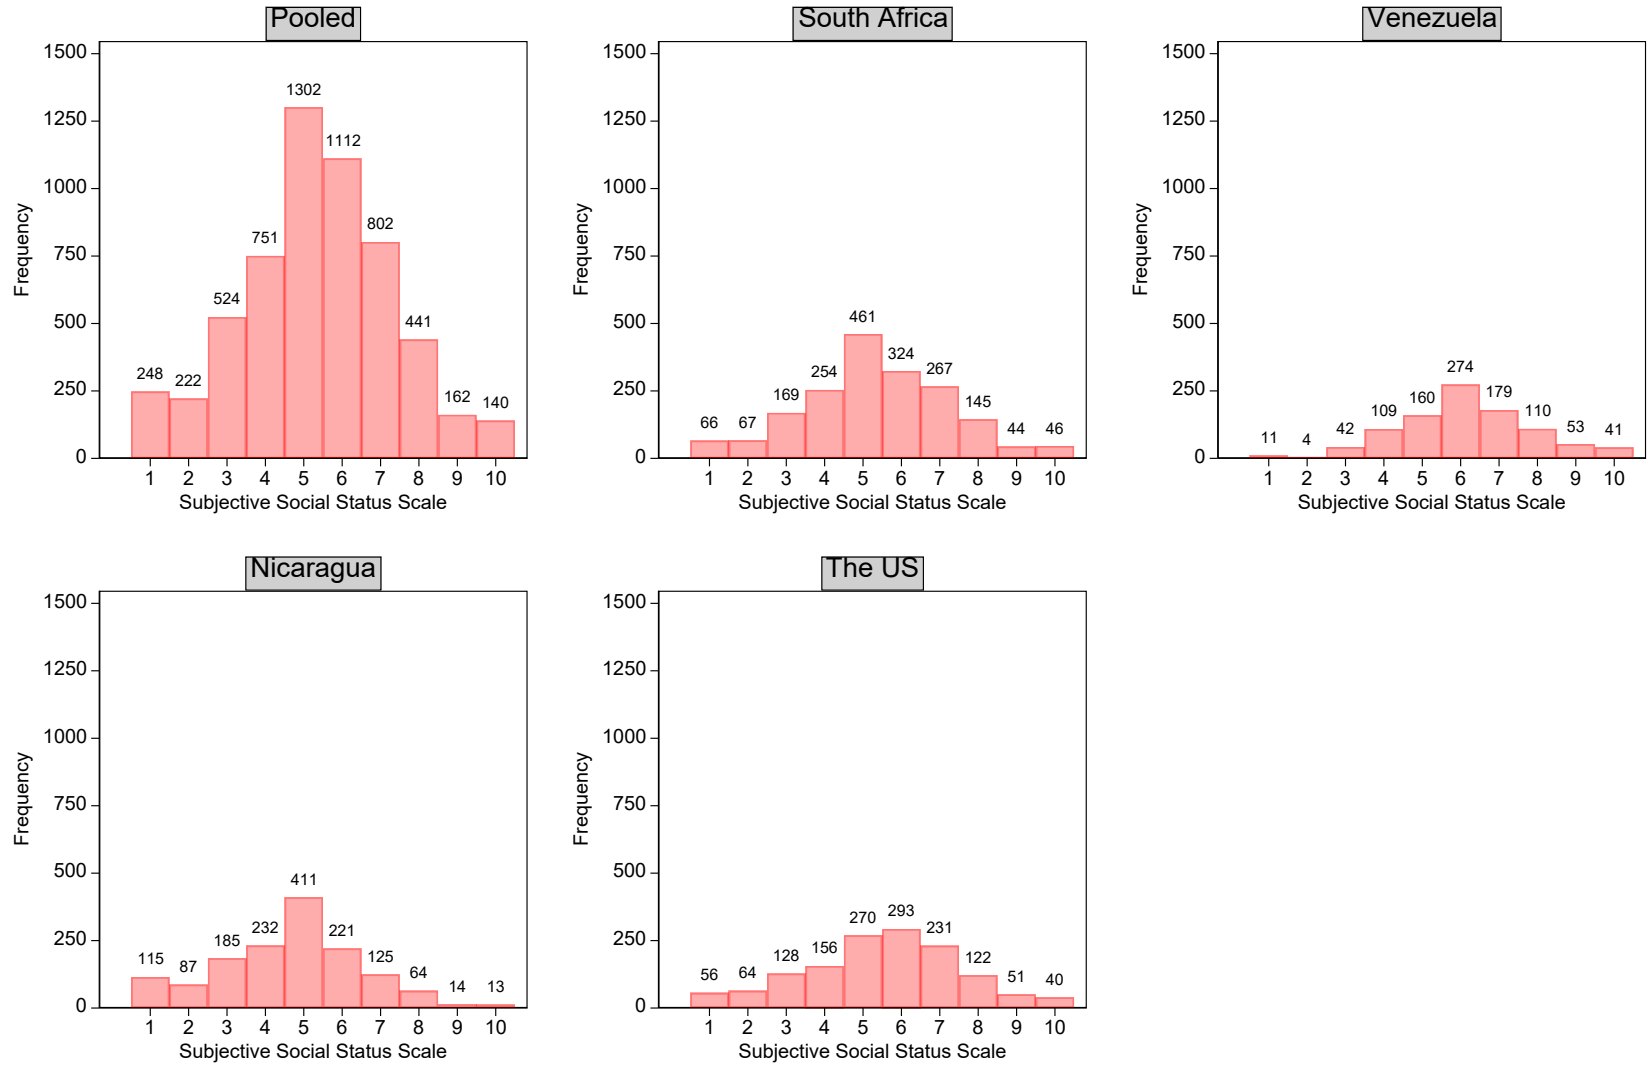 Pooled
1500
1250
1000
750
500
250
0
Frequency
248 222 524 751 1302 1112 802 441 162 140
1 2 3 4 5 6 7 8 9 10
Subjective Social Status Scale
South Africa
1500
1250
1000
750
500
250
0
Frequency
66 67 169 254 461 324 267 145 44 46
1 2 3 4 5 6 7 8 9 10
Subjective Social Status Scale
Venezuela
1500
1250
1000
750
500
250
0
Frequency
11 4 42 109 160 274 179 110 53 41
1 2 3 4 5 6 7 8 9 10
Subjective Social Status Scale
Nicaragua
1500
1250
1000
750
500
250
0
Frequency
115 87 185 232 411 221 125 64 14 13
1 2 3 4 5 6 7 8 9 10
Subjective Social Status Scale
The US
1500
1250
1000
750
500
250
0
Frequency
56 64 128 156 270 293 231 122 51 40
1 2 3 4 5 6 7 8 9 10
Subjective Social Status Scale